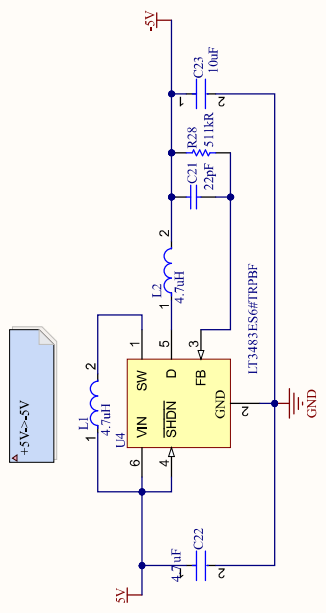 +5V->-5V
L1
4.7uH
1
2
U4
6
VIN
SW
1
4
SHDN
D
5
FB
3
GND
2
LT3483ES6#TRPBF
L2
4.7uH
1
2
C21
22pF
R28
511kR
C23
10uF
1
2
-5V
5V
C22
4.7uF
1
2
GND